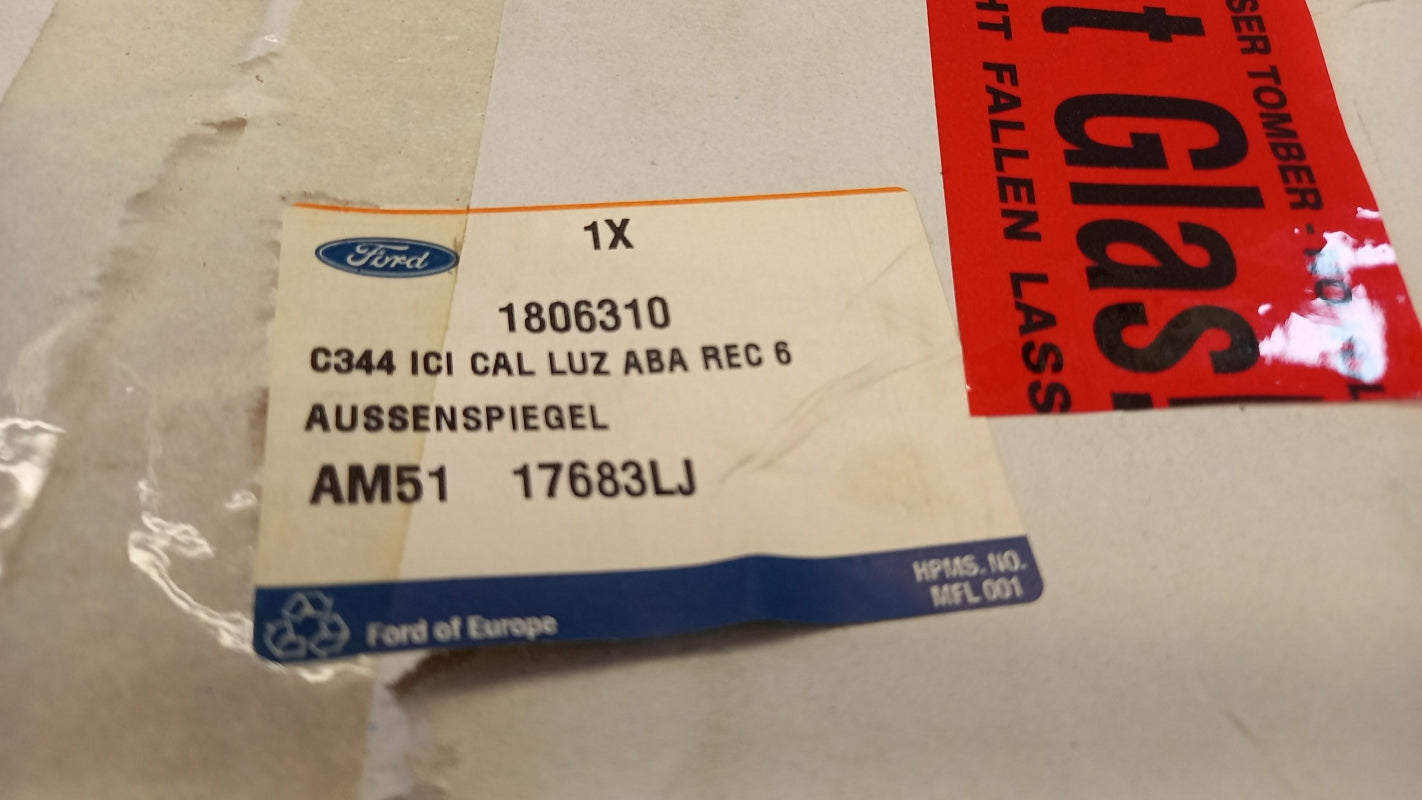 Ford
1X
1806310
C344 ICI CAL LUZ ABA REC 6
AUSSENSPIEGEL
AM51 17683LJ
HPMS. NO.
MFL 001
Ford of Europe
SER TOMBER -
t Glas
HT FALLEN LASS